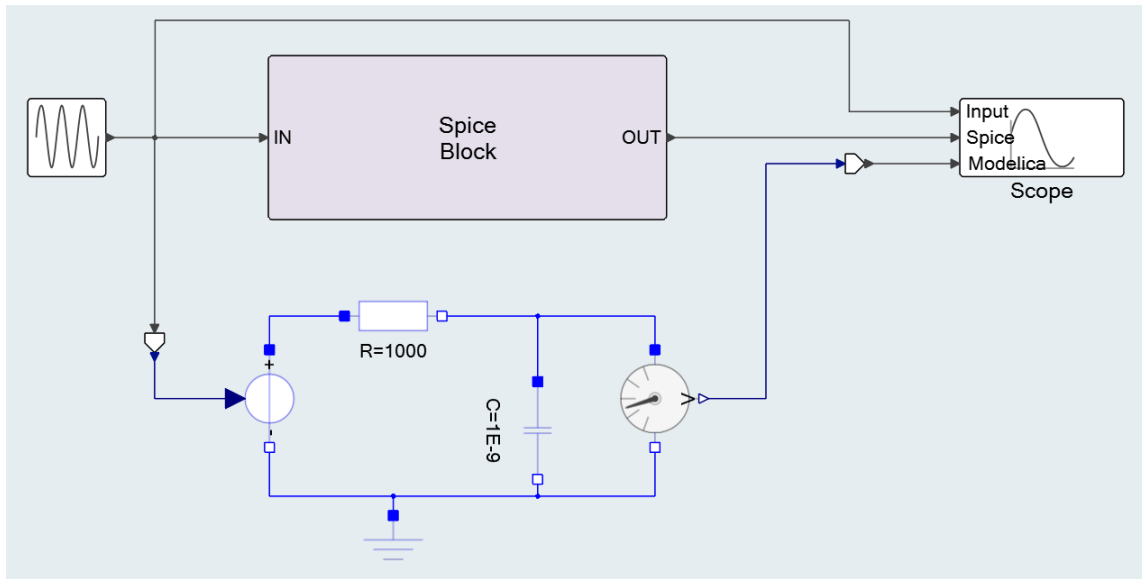 Input
Spice
IN
Spice
Block
OUT
Modelica
Scope
R=1000
+
-
C=1E-9
V